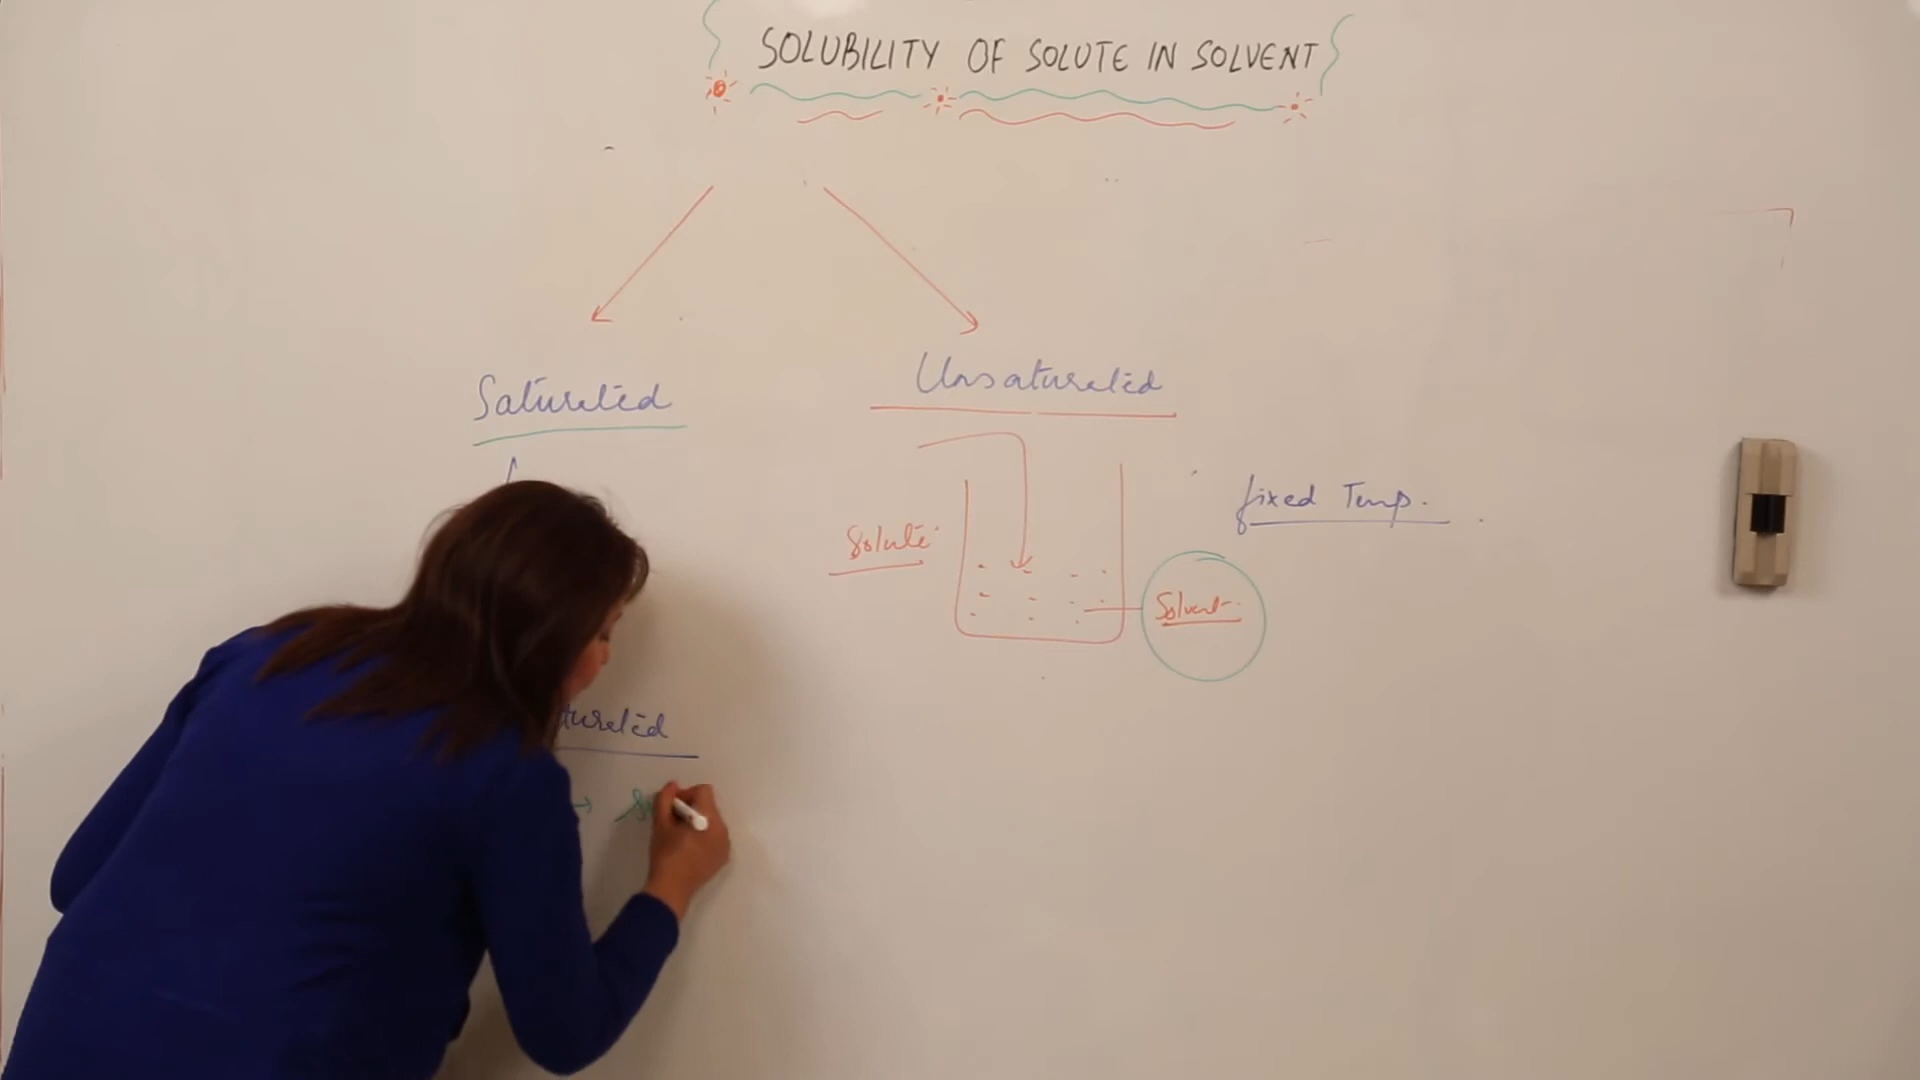 SOLUBILITY OF SOLUTE IN SOLVENT
Saturated
Unsaturated
fixed Temp.
Solute
Solvent